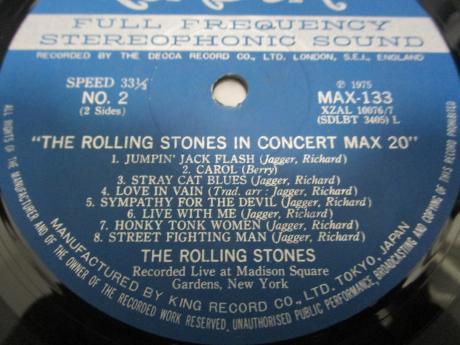 FULL FREQUENCY
STEREOPHONIC SOUND
RECORDED BY THE DECCA RECORD CO., LTD. LONDON, S.E.I., ENGLAND
SPEED 33⅓
NO. 2
(2 Sides)
℗ 1975
MAX-133
XZAL 10076/7
(SDLBT 3405) L
"THE ROLLING STONES IN CONCERT MAX 20"
1. JUMPIN' JACK FLASH (Jagger, Richard)
2. CAROL (Berry)
3. STRAY CAT BLUES (Jagger, Richard)
4. LOVE IN VAIN (Trad. arr: Jagger, Richard)
5. SYMPATHY FOR THE DEVIL (Jagger, Richard)
6. LIVE WITH ME (Jagger, Richard)
7. HONKY TONK WOMEN (Jagger, Richard)
8. STREET FIGHTING MAN (Jagger, Richard)
THE ROLLING STONES
Recorded Live at Madison Square
Gardens, New York
MANUFACTURED BY KING RECORD CO., LTD. TOKYO, JAPAN
ALL RIGHTS OF THE MANUFACTURER AND OF THE OWNER OF THE RECORDED WORK RESERVED, UNAUTHORISED PUBLIC PERFORMANCE, BROADCASTING AND COPYING OF THIS RECORD PROHIBITED